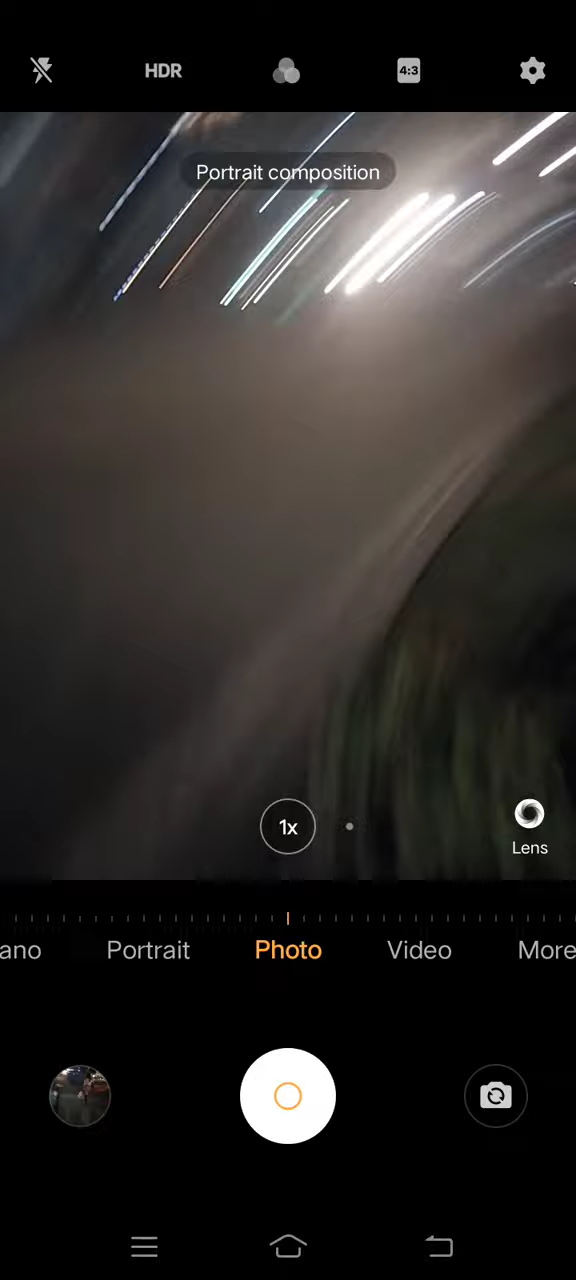 HDR
4:3
Portrait composition
1x
Lens
ano
Portrait
Photo
Video
More